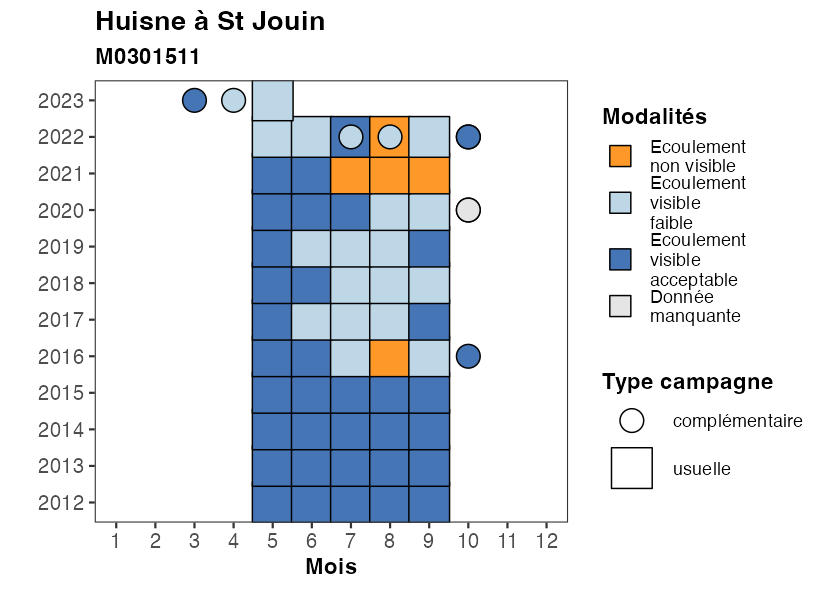 Huisne à St Jouin
M0301511
2023
2022
2021
2020
2019
2018
2017
2016
2015
2014
2013
2012
1 2 3 4 5 6 7 8 9 10 11 12
Mois
Modalités
Ecoulement
non visible
Ecoulement
visible
faible
Ecoulement
visible
acceptable
Donnée
manquante
Type campagne
complémentaire
usuelle